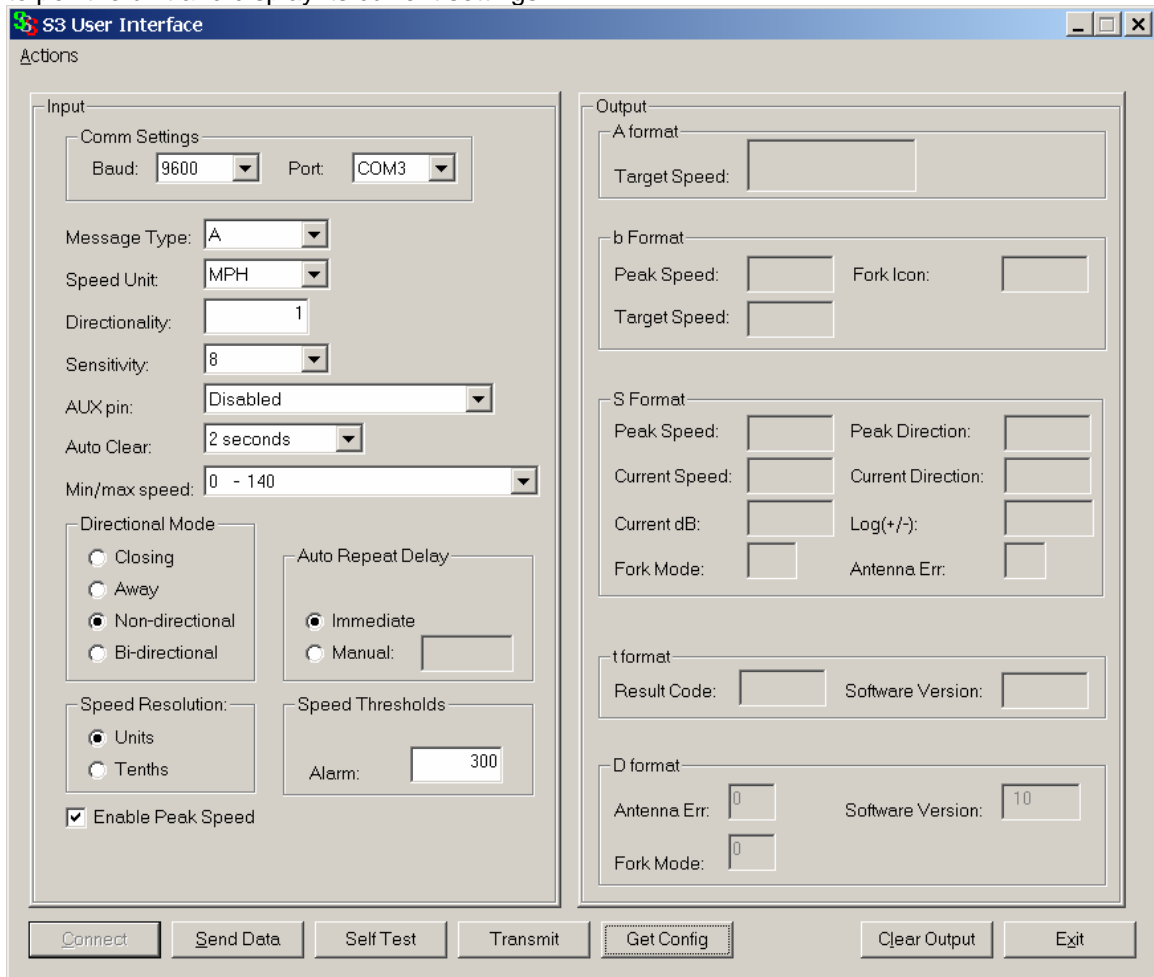 S3 User Interface
Actions
Input
Comm Settings
Baud: 9600 Port: COM3
Message Type: A
Speed Unit: MPH
Directionality: 1
Sensitivity: 8
AUX pin: Disabled
Auto Clear: 2 seconds
Min/max speed: 0 - 140
Directional Mode
Closing
Away
Non-directional
Bi-directional
Auto Repeat Delay
Immediate
Manual:
Speed Resolution:
Units
Tenths
Speed Thresholds
Alarm: 300
Enable Peak Speed
Output
A format
Target Speed:
b Format
Peak Speed: Fork Icon:
Target Speed:
S Format
Peak Speed: Peak Direction:
Current Speed: Current Direction:
Current dB: Log(+/-):
Fork Mode: Antenna Err:
t format
Result Code: Software Version:
D format
Antenna Err: 0 Software Version: 10
Fork Mode: 0
Connect Send Data Self Test Transmit Get Config Clear Output Exit